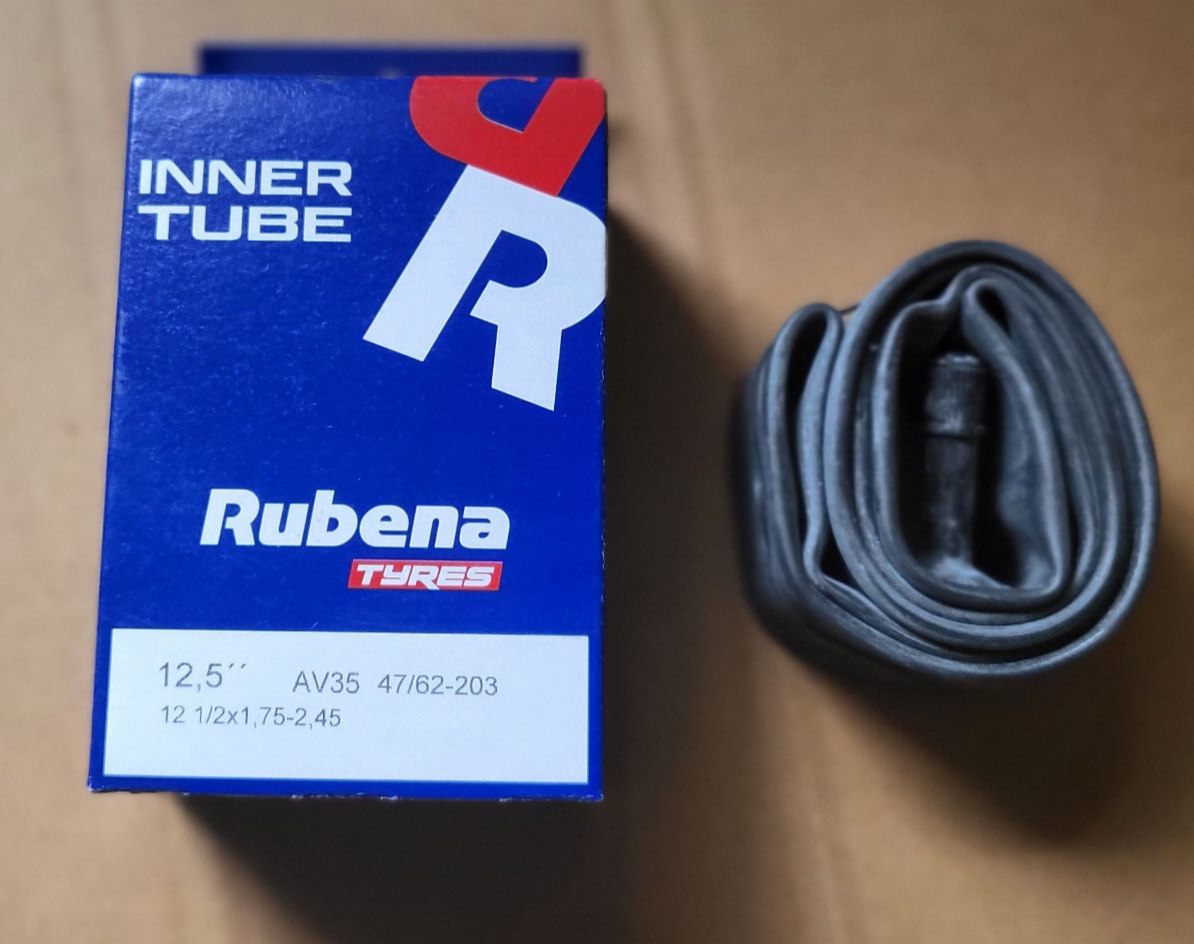 INNER
TUBE
R
R
Rubena
TYRES
12,5´´ AV35 47/62-203
12 1/2x1,75-2,45